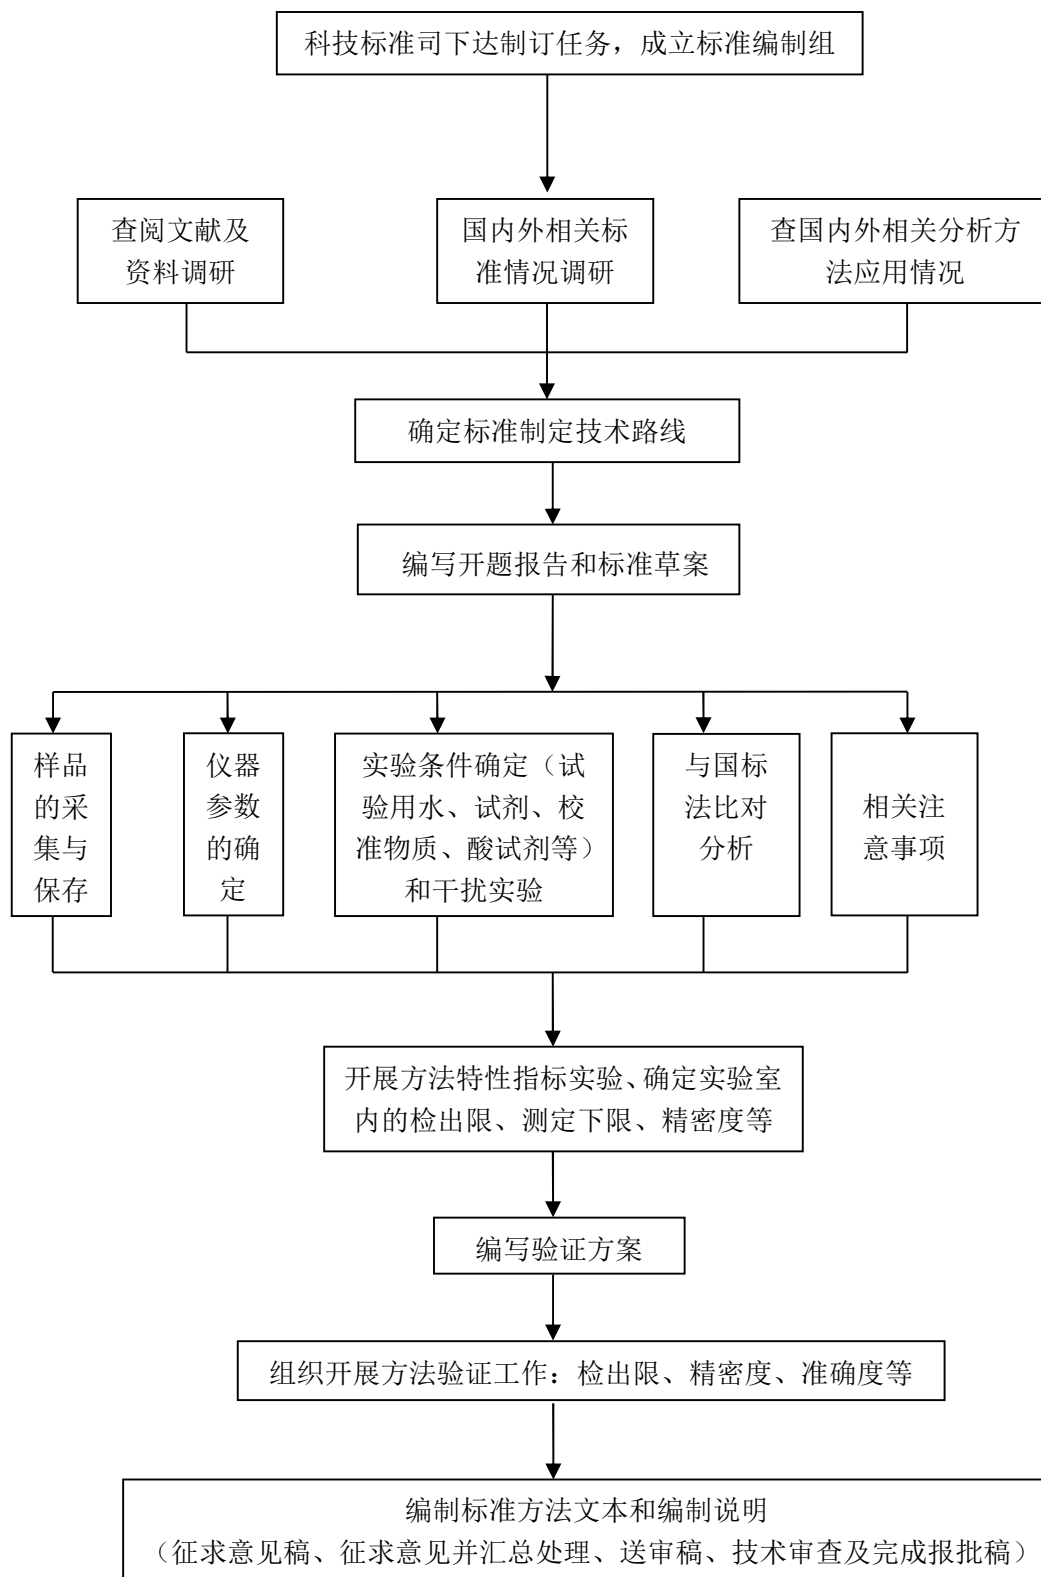 科技标准司下达制订任务，成立标准编制组
查阅文献及
资料调研
国内外相关标
准情况调研
查国内外相关分析方
法应用情况
确定标准制定技术路线
编写开题报告和标准草案
样品
的采
集与
保存
仪器
参数
的确
定
实验条件确定（试
验用水、试剂、校
准物质、酸试剂等）
和干扰实验
与国标
法比对
分析
相关注
意事项
开展方法特性指标实验、确定实验室
内的检出限、测定下限、精密度等
编写验证方案
组织开展方法验证工作：检出限、精密度、准确度等
编制标准方法文本和编制说明
（征求意见稿、征求意见并汇总处理、送审稿、技术审查及完成报批稿）